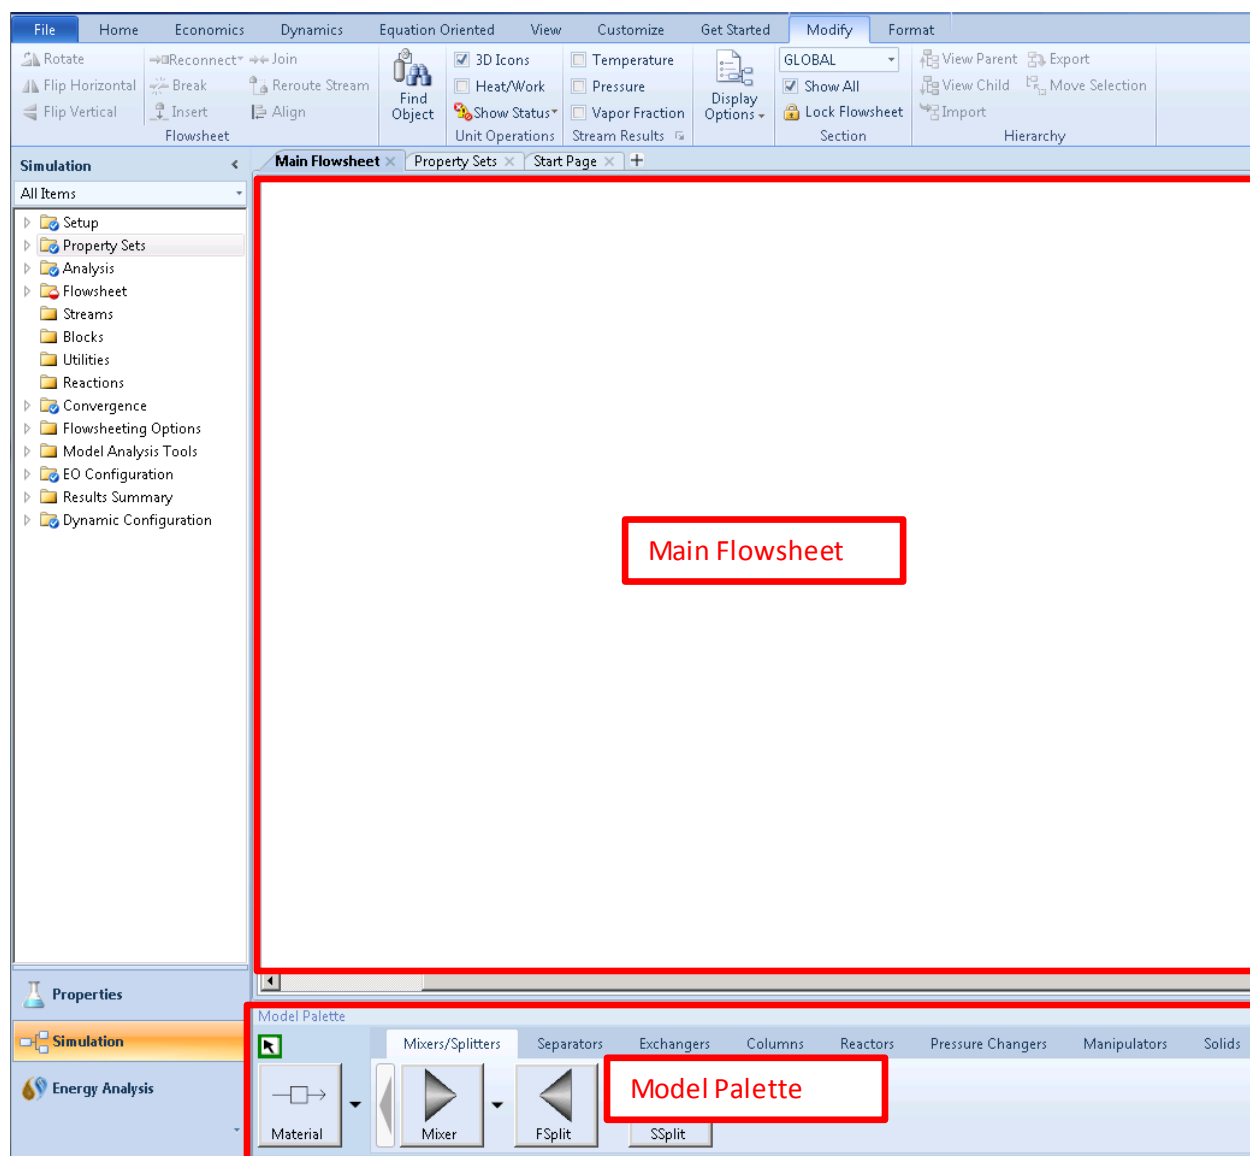 File Home Economics Dynamics Equation Oriented View Customize Get Started Modify Format
Rotate Reconnect Join
Flip Horizontal Break Reroute Stream
Flip Vertical Insert Align
Flowsheet
Find
Object
3D Icons
Heat/Work
Show Status
Unit Operations
Temperature
Pressure
Vapor Fraction
Stream Results
Display
Options
GLOBAL
Show All
Lock Flowsheet
Section
View Parent Export
View Child Move Selection
Import
Hierarchy
Simulation
All Items
Setup
Property Sets
Analysis
Flowsheet
Streams
Blocks
Utilities
Reactions
Convergence
Flowsheeting Options
Model Analysis Tools
EO Configuration
Results Summary
Dynamic Configuration
Properties
Simulation
Energy Analysis
Main Flowsheet Property Sets Start Page
Main Flowsheet
Model Palette
Mixers/Splitters Separators Exchangers Columns Reactors Pressure Changers Manipulators Solids
Model Palette
Material Mixer FSplit SSplit